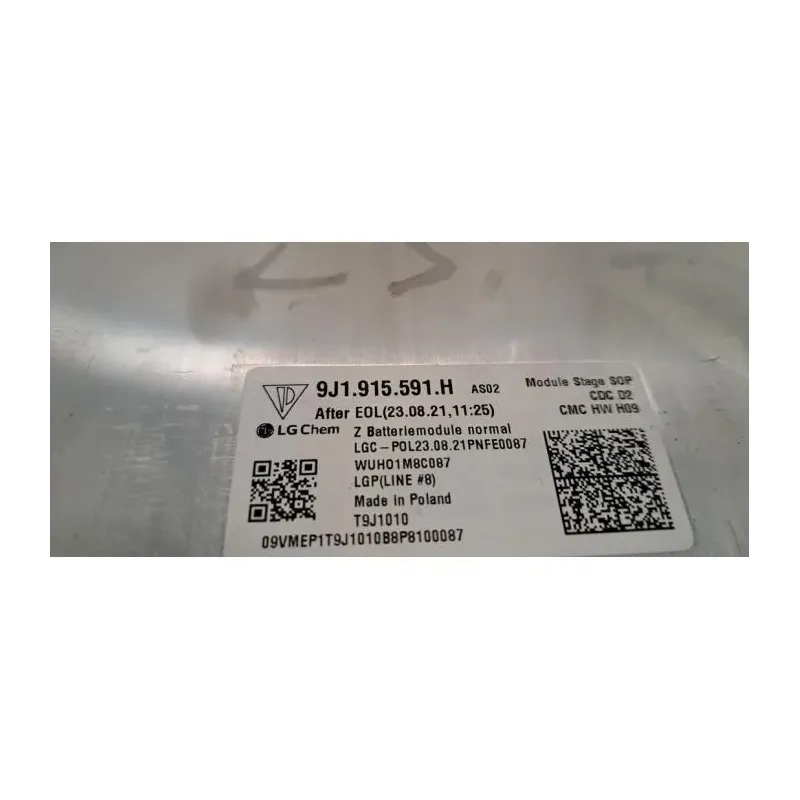 9J1.915.591.H AS02 Module Stage SOP
After EOL(23.08.21,11:25) CDC D2
LG Chem Z Batteriemodule normal CMC HW H09
LGC-POL23.08.21PNFE0087
WUH01M8C087
LGP(LINE #8)
Made in Poland
T9J1010
09VMEP1T9J1010B8P8100087